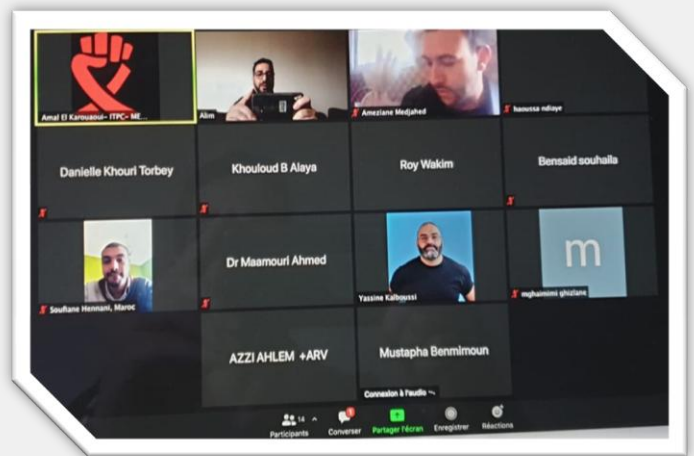 Amal El Karouaoui- ITPC- ME...
Alim
Ameziane Medjahed
haoussa ndiaye
Danielle Khouri Torbey
Khouloud B Alaya
Roy Wakim
Bensaid souhaila
Soufiane Hennani, Maroc
Dr Maamouri Ahmed
Yassine Kalboussi
m
mghaimimi ghizlane
AZZI AHLEM +ARV
Mustapha Benmimoun
Connexion à l'audio
14
Participants
Converser
Partager l'écran
Enregistrer
Réactions